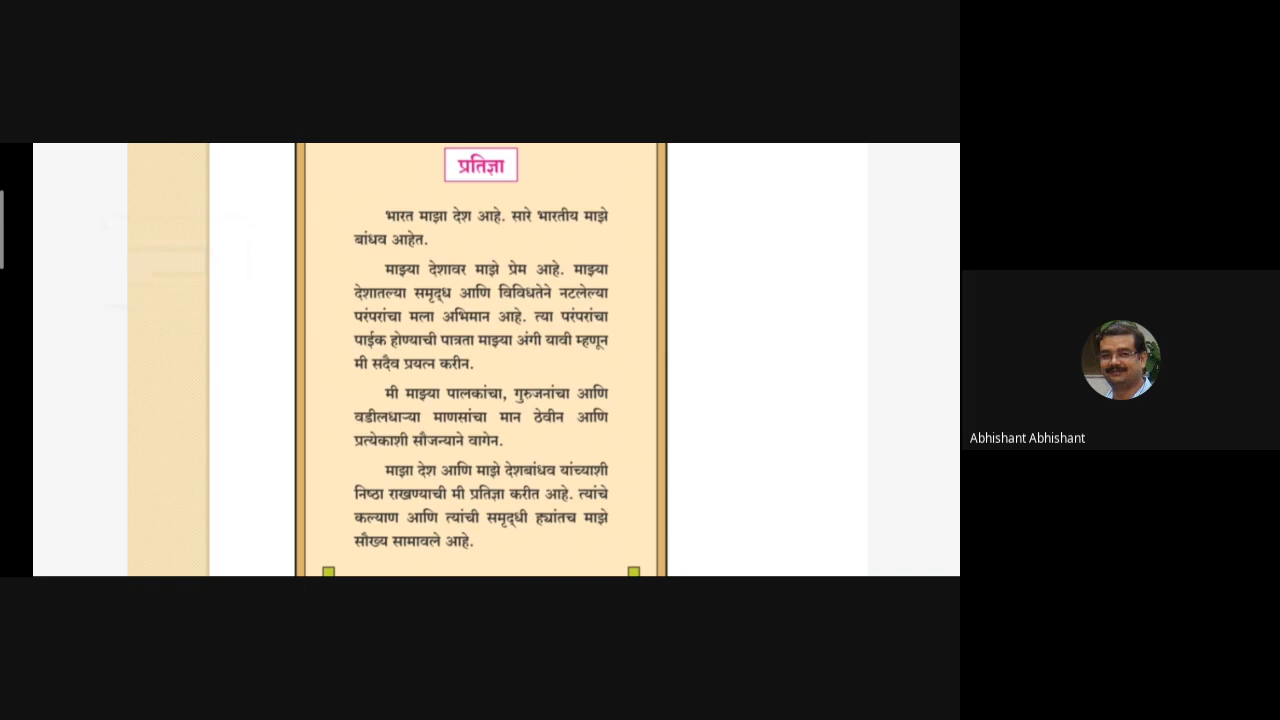 प्रतिज्ञा
भारत माझा देश आहे. सारे भारतीय माझे
बांधव आहेत.
माझ्या देशावर माझे प्रेम आहे. माझ्या
देशातल्या समृद्ध आणि विविधतेने नटलेल्या
परंपरांचा मला अभिमान आहे. त्या परंपरांचा
पाईक होण्याची पात्रता माझ्या अंगी यावी म्हणून
मी सदैव प्रयत्न करीन.
मी माझ्या पालकांचा, गुरुजनांचा आणि
वडीलधाऱ्या माणसांचा मान ठेवीन आणि
प्रत्येकाशी सौजन्याने वागेन.
माझा देश आणि माझे देशबांधव यांच्याशी
निष्ठा राखण्याची मी प्रतिज्ञा करीत आहे. त्यांचे
कल्याण आणि त्यांची समृद्धी ह्यांतच माझे
सौख्य सामावले आहे.
Abhishant Abhishant